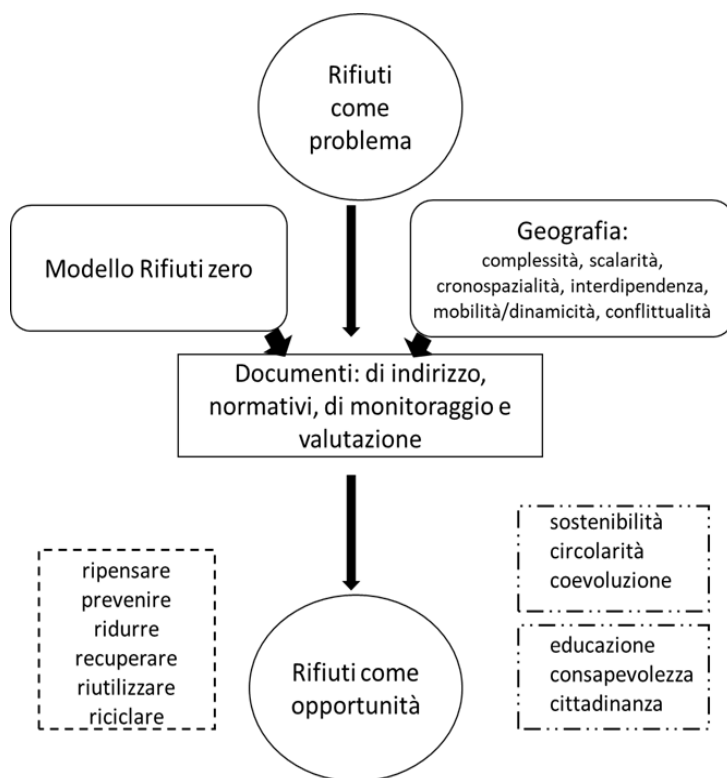 Rifiuti
come
problema
Modello Rifiuti zero
Geografia:
complessità, scalarità,
cronospazialità, interdipendenza,
mobilità/dinamicità, conflittualità
Documenti: di indirizzo,
normativi, di monitoraggio e
valutazione
ripensare
prevenire
ridurre
recuperare
riutilizzare
riciclare
Rifiuti come
opportunità
sostenibilità
circolarità
coevoluzione
educazione
consapevolezza
cittadinanza